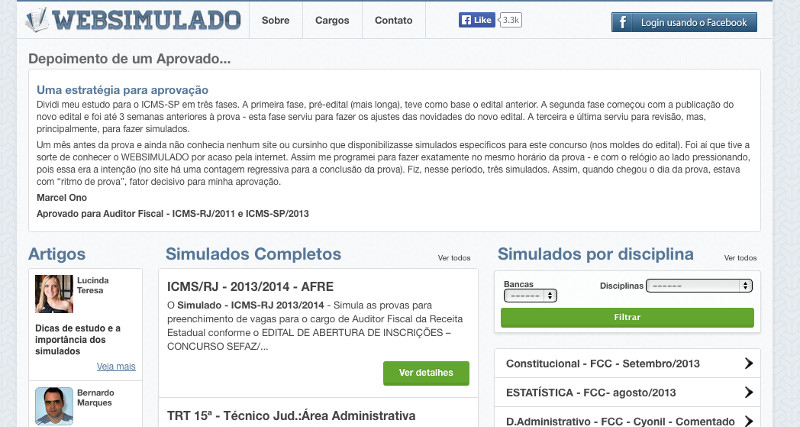 WEBSIMULADO
Sobre
Cargos
Contato
Like
3.3k
Login usando o Facebook
Depoimento de um Aprovado...
Uma estratégia para aprovação
Dividi meu estudo para o ICMS-SP em três fases. A primeira fase, pré-edital (mais longa), teve como base o edital anterior. A segunda fase começou com a publicação do
novo edital e foi até 3 semanas anteriores à prova - esta fase serviu para fazer os ajustes das novidades do novo edital. A terceira e última serviu para revisão, mas,
principalmente, para fazer simulados.
Um mês antes da prova e ainda não conhecia nenhum site ou cursinho que disponibilizasse simulados específicos para este concurso (nos moldes do edital). Foi aí que tive a
sorte de conhecer o WEBSIMULADO por acaso pela internet. Assim me programei para fazer exatamente no mesmo horário da prova - e com o relógio ao lado pressionando,
pois essa era a intenção (no site há uma contagem regressiva para a conclusão da prova). Fiz, nesse período, três simulados. Assim, quando chegou o dia da prova, estava
com “ritmo de prova”, fator decisivo para minha aprovação.
Marcel Ono
Aprovado para Auditor Fiscal - ICMS-RJ/2011 e ICMS-SP/2013
Artigos
Lucinda
Teresa
Dicas de estudo e a
importância dos
simulados
Veja mais
Bernardo
Marques
Simulados Completos
Ver todos
ICMS/RJ - 2013/2014 - AFRE
O Simulado - ICMS-RJ 2013/2014 - Simula as provas para
preenchimento de vagas para o cargo de Auditor Fiscal da Receita
Estadual conforme o EDITAL DE ABERTURA DE INSCRIÇÕES –
CONCURSO SEFAZ/...
Ver detalhes
TRT 15ª - Técnico Jud.:Área Administrativa
Simulados por disciplina
Ver todos
Bancas
------
Disciplinas
------
Filtrar
Constitucional - FCC - Setembro/2013
ESTATÍSTICA - FCC- agosto/2013
D.Administrativo - FCC - Cyonil - Comentado